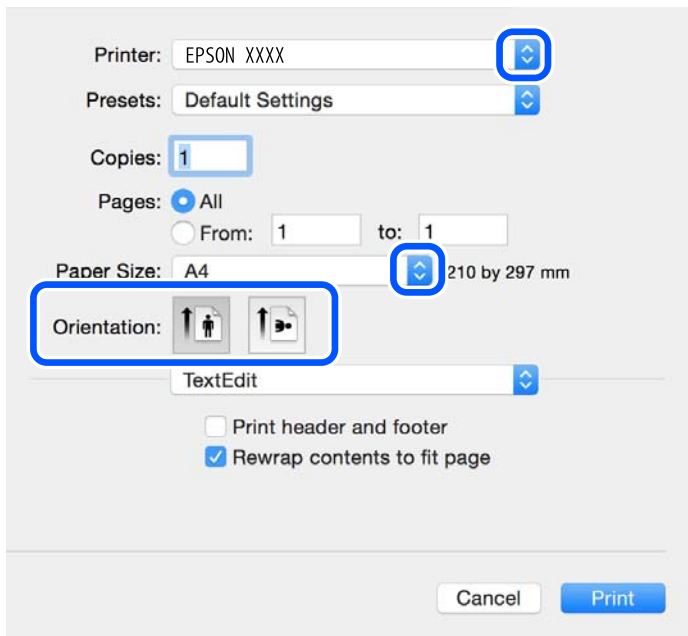 Printer: EPSON XXXX
Presets: Default Settings
Copies: 1
Pages: All
From: 1 to: 1
Paper Size: A4 210 by 297 mm
Orientation:
TextEdit
Print header and footer
Rewrap contents to fit page
Cancel Print